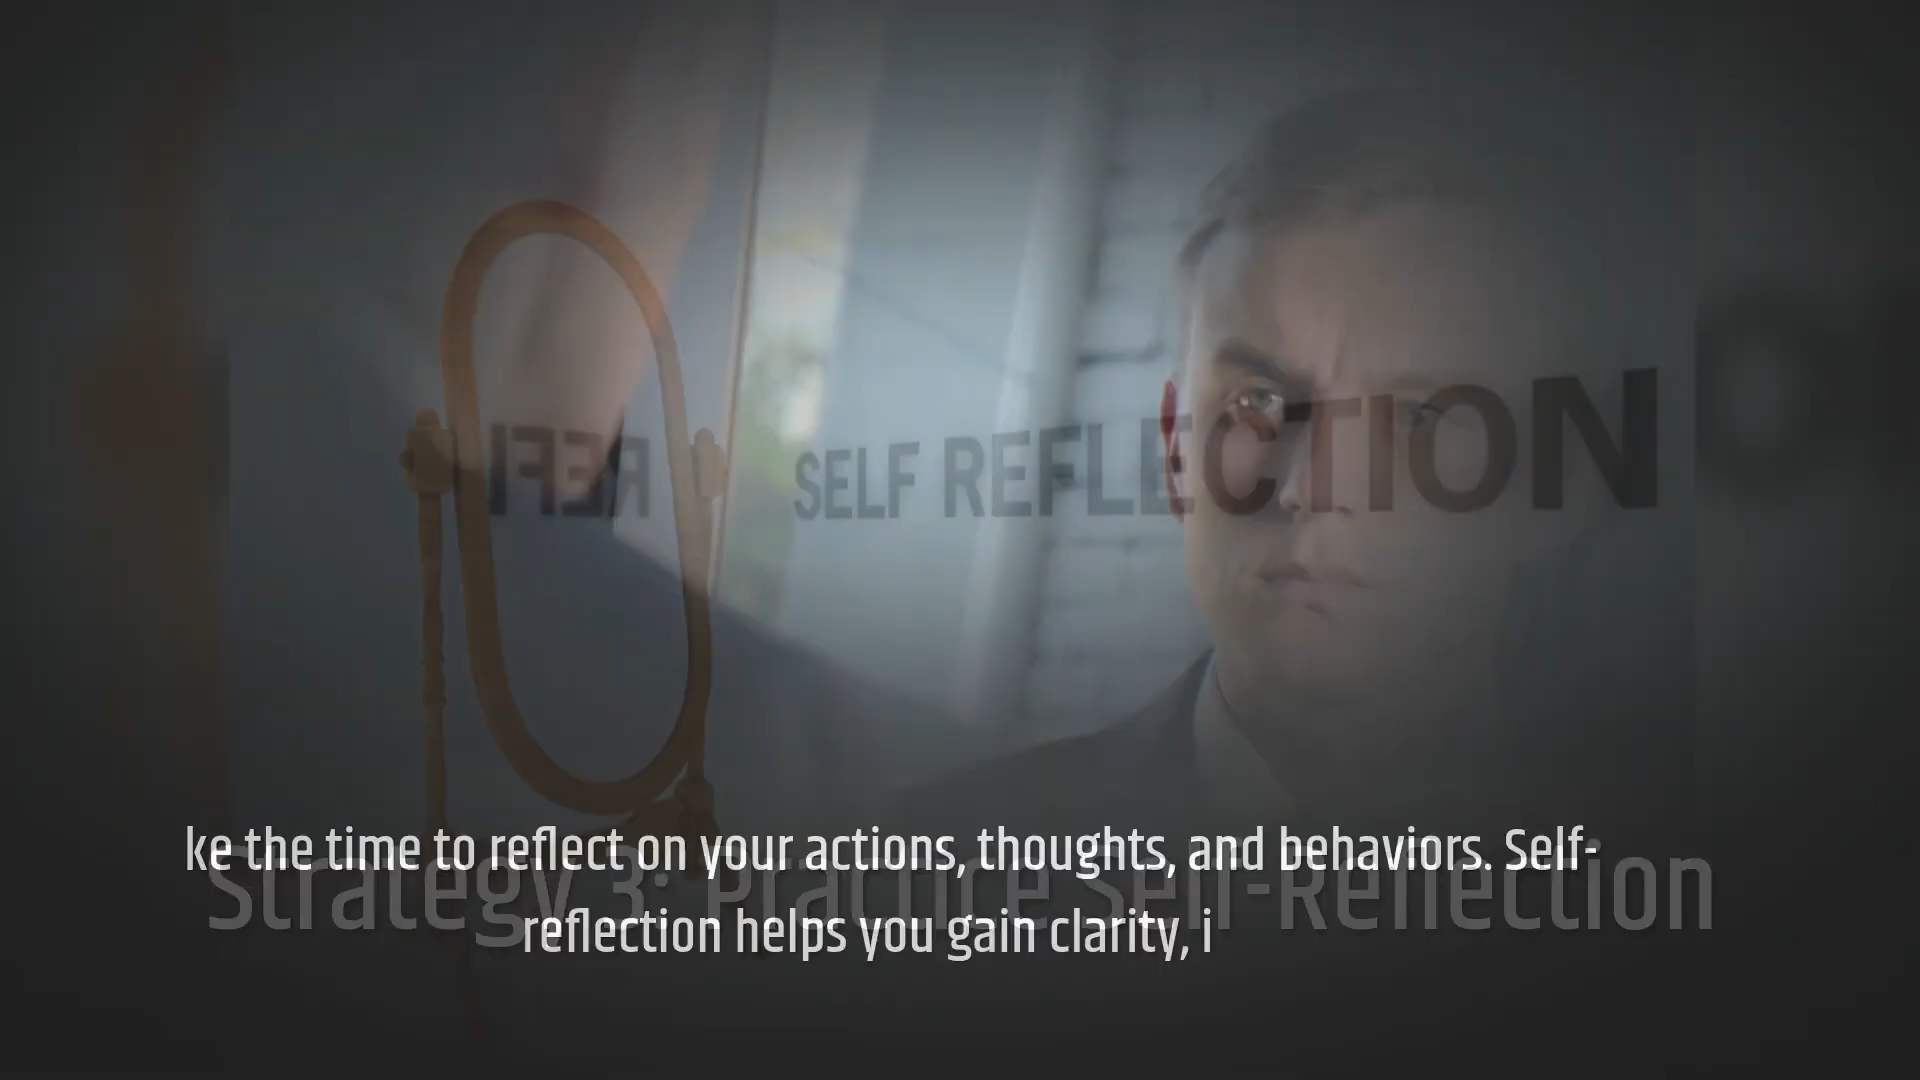 REFl
SELF REFLECTION
ke the time to reflect on your actions, thoughts, and behaviors. Self-
Strategy 3: Practice Self-Reflection
reflection helps you gain clarity, i